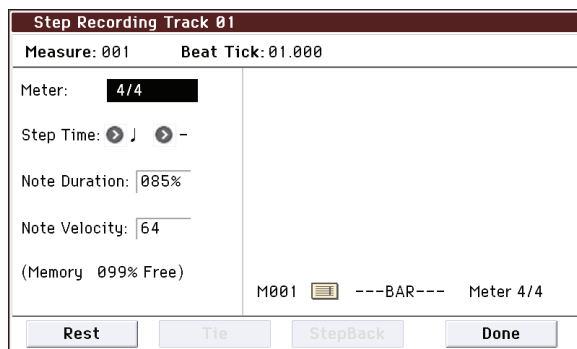 Step Recording Track 01
Measure: 001 Beat Tick: 01.000
Meter: 4/4
Step Time: ♩ -
Note Duration: 085%
Note Velocity: 64
(Memory 099% Free)
M001 ---BAR--- Meter 4/4
Rest Tie StepBack Done